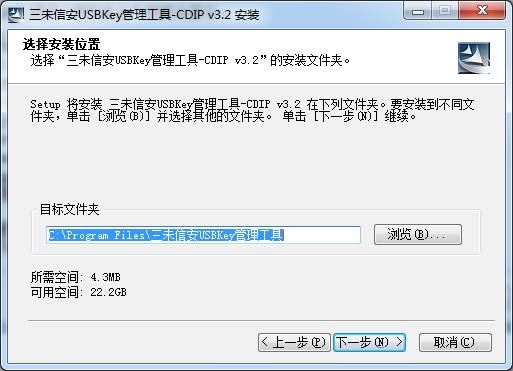 三未信安USBKey管理工具-CDIP v3.2 安装
选择安装位置
选择“三未信安USBKey管理工具-CDIP v3.2”的安装文件夹。
Setup 将安装 三未信安USBKey管理工具-CDIP v3.2 在下列文件夹。要安装到不同文
件夹，单击 [浏览(B)] 并选择其他的文件夹。 单击 [下一步(N)] 继续。
目标文件夹
C:\Program Files\三未信安USBKey管理工具
浏览(B)...
所需空间: 4.3MB
可用空间: 22.2GB
< 上一步(P) 下一步(N) > 取消(C)